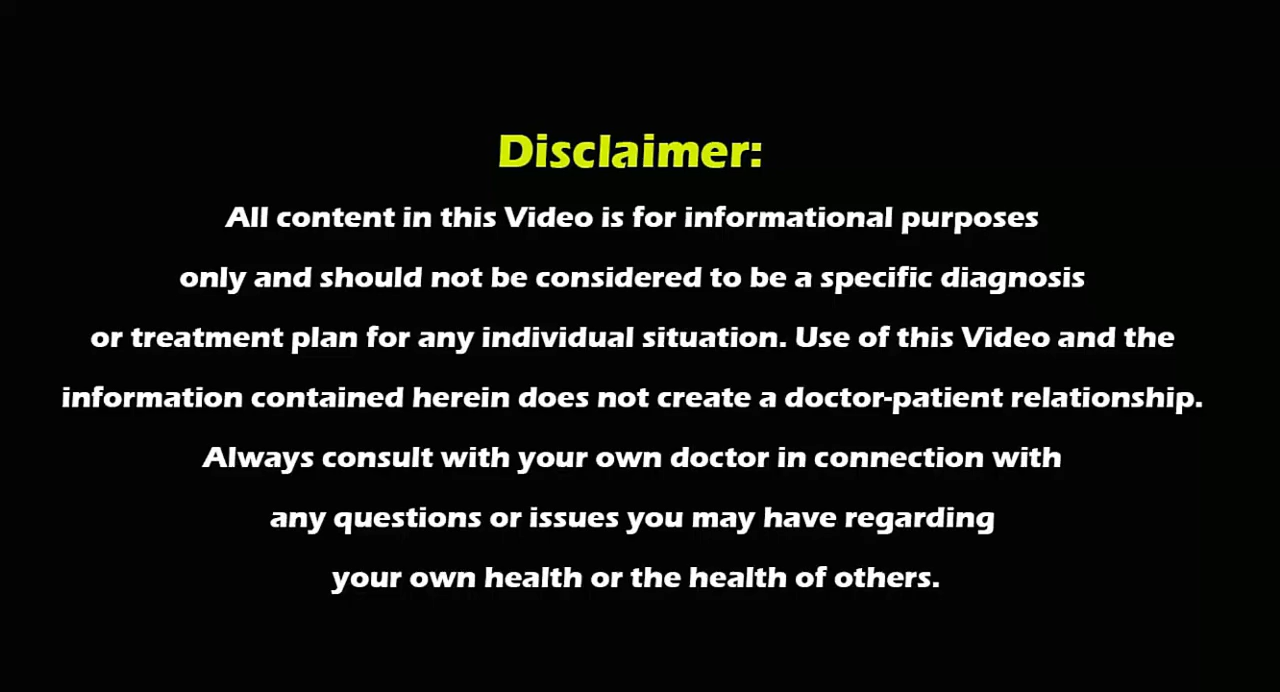 Disclaimer:
All content in this Video is for informational purposes
only and should not be considered to be a specific diagnosis
or treatment plan for any individual situation. Use of this Video and the
information contained herein does not create a doctor-patient relationship.
Always consult with your own doctor in connection with
any questions or issues you may have regarding
your own health or the health of others.